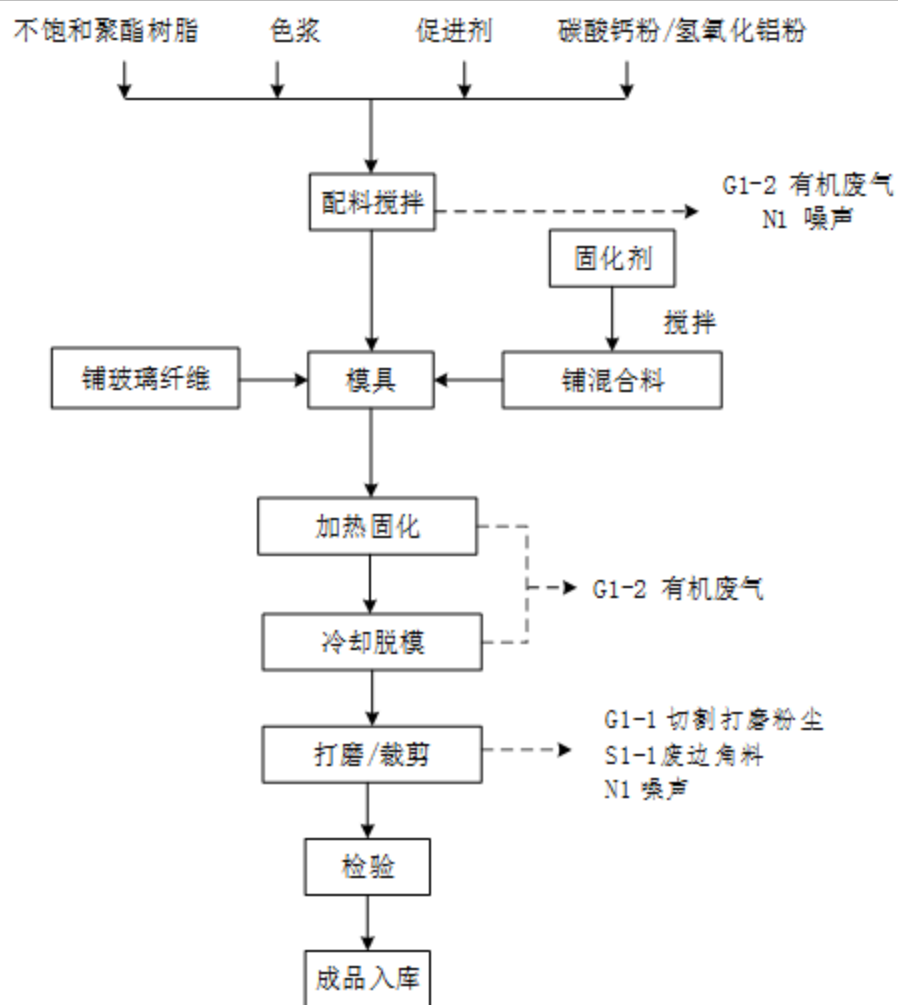 不饱和聚酯树脂 色浆 促进剂 碳酸钙粉/氢氧化铝粉
配料搅拌
G1-2 有机废气
N1 噪声
固化剂
搅拌
铺玻璃纤维
模具
铺混合料
加热固化
G1-2 有机废气
冷却脱模
打磨/裁剪
G1-1 切割打磨粉尘
S1-1废边角料
N1 噪声
检验
成品入库